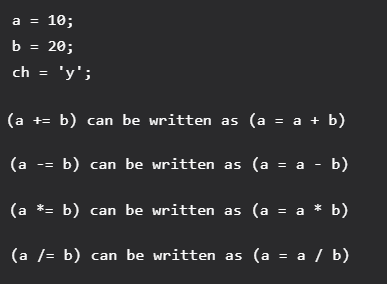 a = 10;
b = 20;
ch = 'y';
(a += b) can be written as (a = a + b)
(a -= b) can be written as (a = a - b)
(a *= b) can be written as (a = a * b)
(a /= b) can be written as (a = a / b)